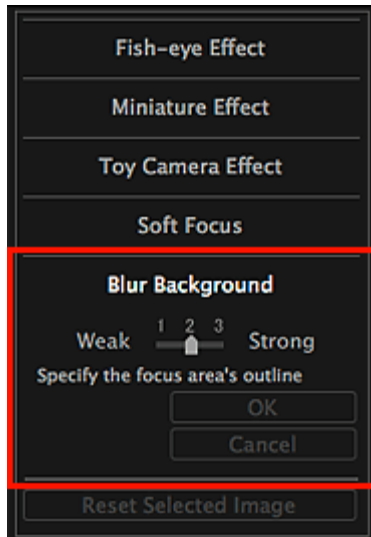 Fish-eye Effect
Miniature Effect
Toy Camera Effect
Soft Focus
Blur Background
1 2 3
Weak Strong
Specify the focus area's outline
OK
Cancel
Reset Selected Image